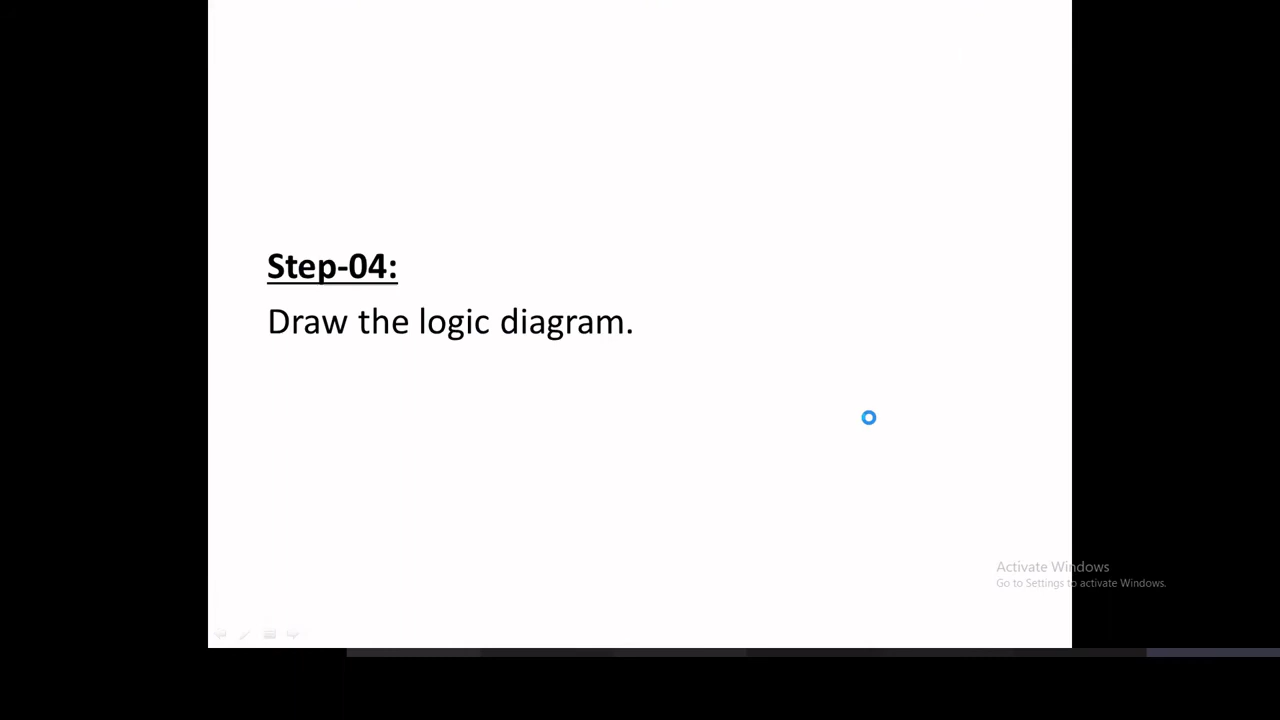 Step-04:
Draw the logic diagram.
Activate Windows
Go to Settings to activate Windows.